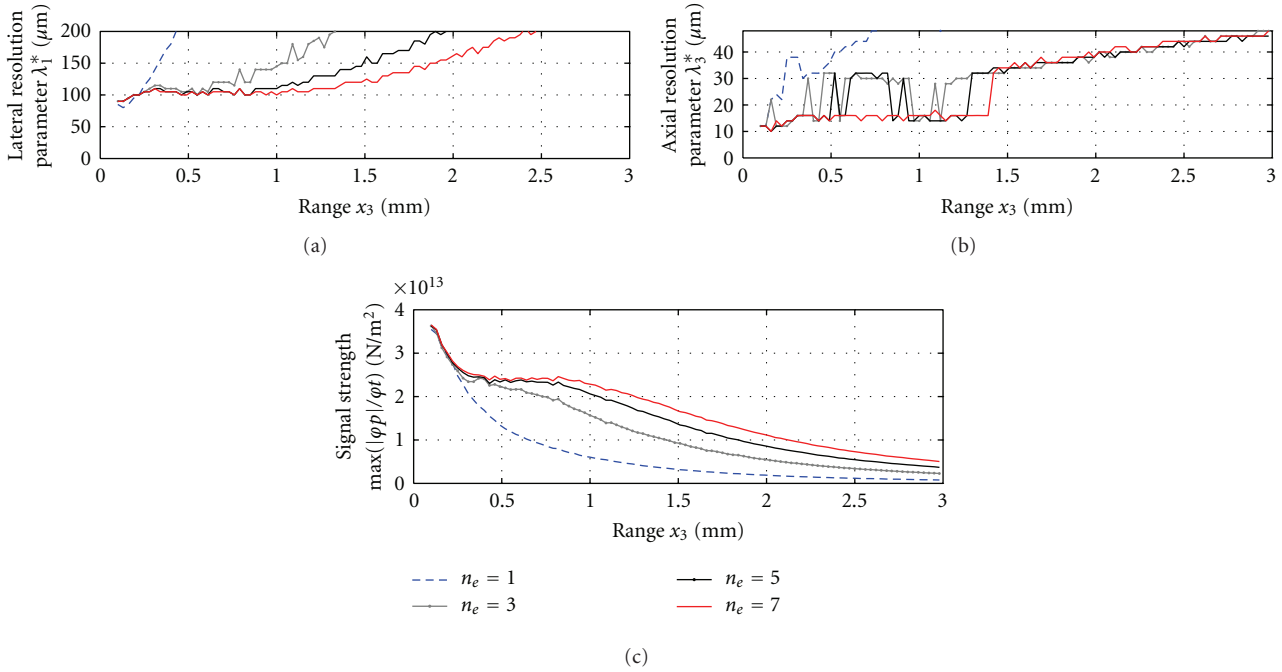 Lateral resolution
parameter λ₁* (μm)
200
150
100
50
0
0 0.5 1 1.5 2 2.5 3
Range x₃ (mm)
(a)
Axial resolution
parameter λ₃* (μm)
40
30
20
10
0
0 0.5 1 1.5 2 2.5 3
Range x₃ (mm)
(b)
×10¹³
Signal strength
max(|φp|/φt) (N/m²)
4
3
2
1
0
0 0.5 1 1.5 2 2.5 3
Range x₃ (mm)
nₑ = 1
nₑ = 3
nₑ = 5
nₑ = 7
(c)